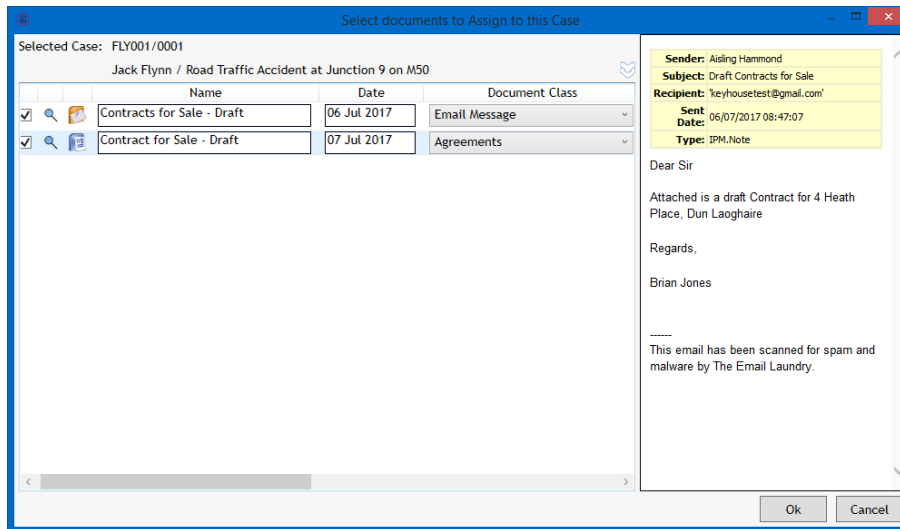 Select documents to Assign to this Case
Selected Case: FLY001/0001
Jack Flynn / Road Traffic Accident at Junction 9 on M50
Name Date Document Class
Contracts for Sale - Draft 06 Jul 2017 Email Message
Contract for Sale - Draft 07 Jul 2017 Agreements
Sender: Aisling Hammond
Subject: Draft Contracts for Sale
Recipient: 'keyhousetest@gmail.com'
Sent
Date: 06/07/2017 08:47:07
Type: IPM.Note
Dear Sir
Attached is a draft Contract for 4 Heath
Place, Dun Laoghaire
Regards,
Brian Jones
------
This email has been scanned for spam and
malware by The Email Laundry.
Ok Cancel